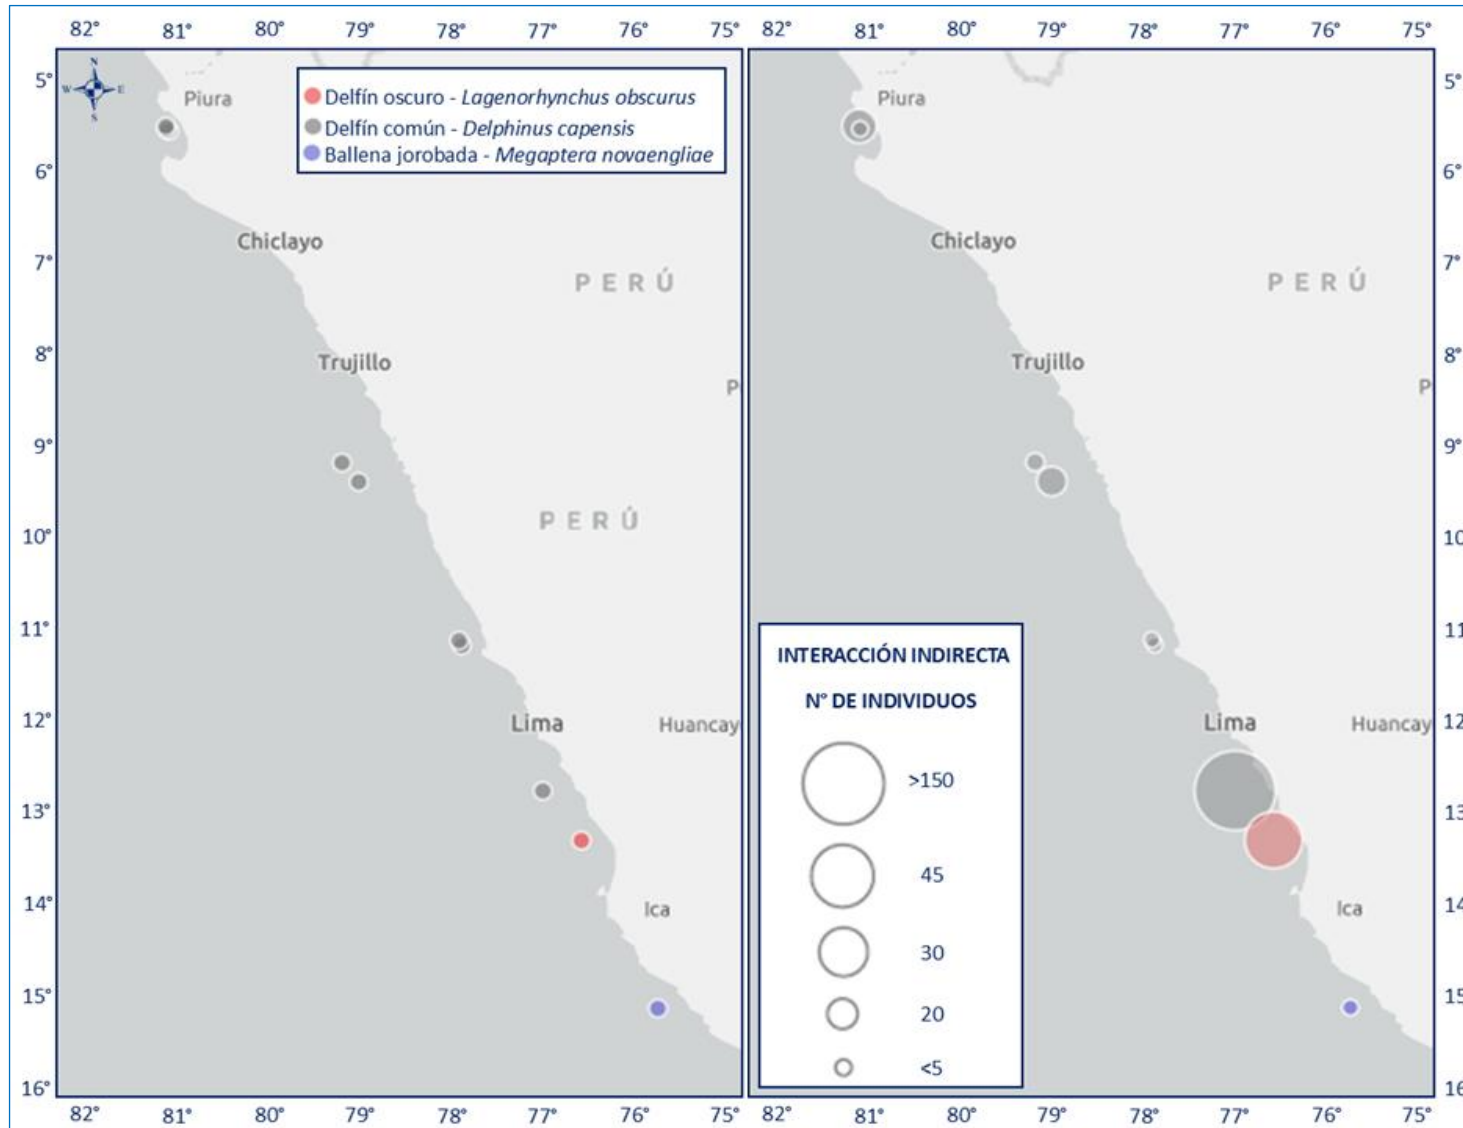 82° 81° 80° 79° 78° 77° 76° 75°
82° 81° 80° 79° 78° 77° 76° 75°
N
W E
S
5°
6°
7°
8°
9°
10°
11°
12°
13°
14°
15°
16°
Delfín oscuro - Lagenorhynchus obscurus
Delfín común - Delphinus capensis
Ballena jorobada - Megaptera novaengliae
Piura
Chiclayo
PERÚ
Trujillo
P
PERÚ
Lima
Huancay
Ica
82° 81° 80° 79° 78° 77° 76° 75°
Piura
Chiclayo
PERÚ
Trujillo
P
Lima
Huancay
Ica
INTERACCIÓN INDIRECTA
N° DE INDIVIDUOS
>150
45
30
20
<5
5°
6°
7°
8°
9°
10
11
12
13
14
15
16
82° 81° 80° 79° 78° 77° 76° 75°